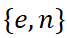 {e, n}